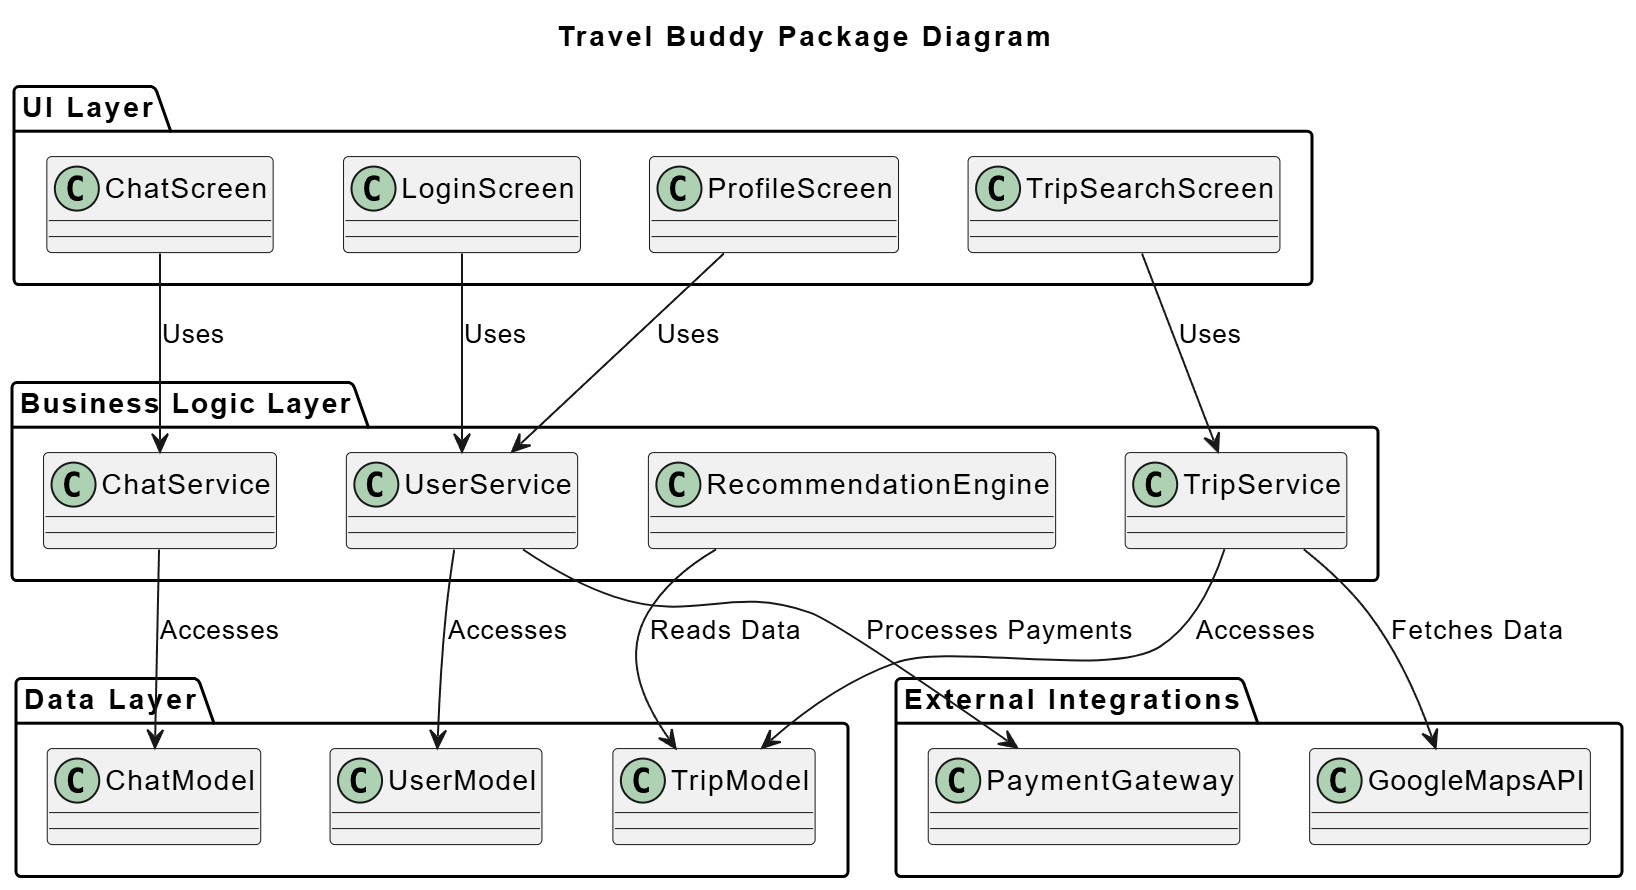 Travel Buddy Package Diagram
UI Layer
C ChatScreen
C LoginScreen
C ProfileScreen
C TripSearchScreen
Uses
Uses
Uses
Uses
Business Logic Layer
C ChatService
C UserService
C RecommendationEngine
C TripService
Accesses
Accesses
Reads Data
Processes Payments
Accesses
Fetches Data
Data Layer
External Integrations
C ChatModel
C UserModel
C TripModel
C PaymentGateway
C GoogleMapsAPI